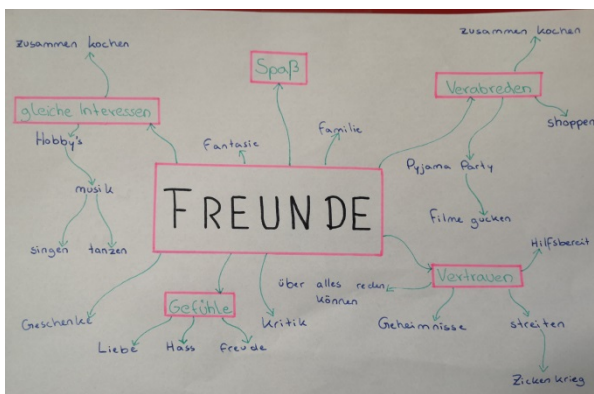 zusammen kochen
zusammen kochen
Spaß
Verabreden
gleiche Interessen
shoppen
Hobby's
Fantasie
Familie
Pyjama Party
musik
FREUNDE
Filme gucken
singen tanzen
Hilfsbereit
Vertrauen
über alles reden
können
Gefühle
Geschenke
Kritik
Geheimnisse
streiten
Liebe
Hass
freude
Zickenkrieg